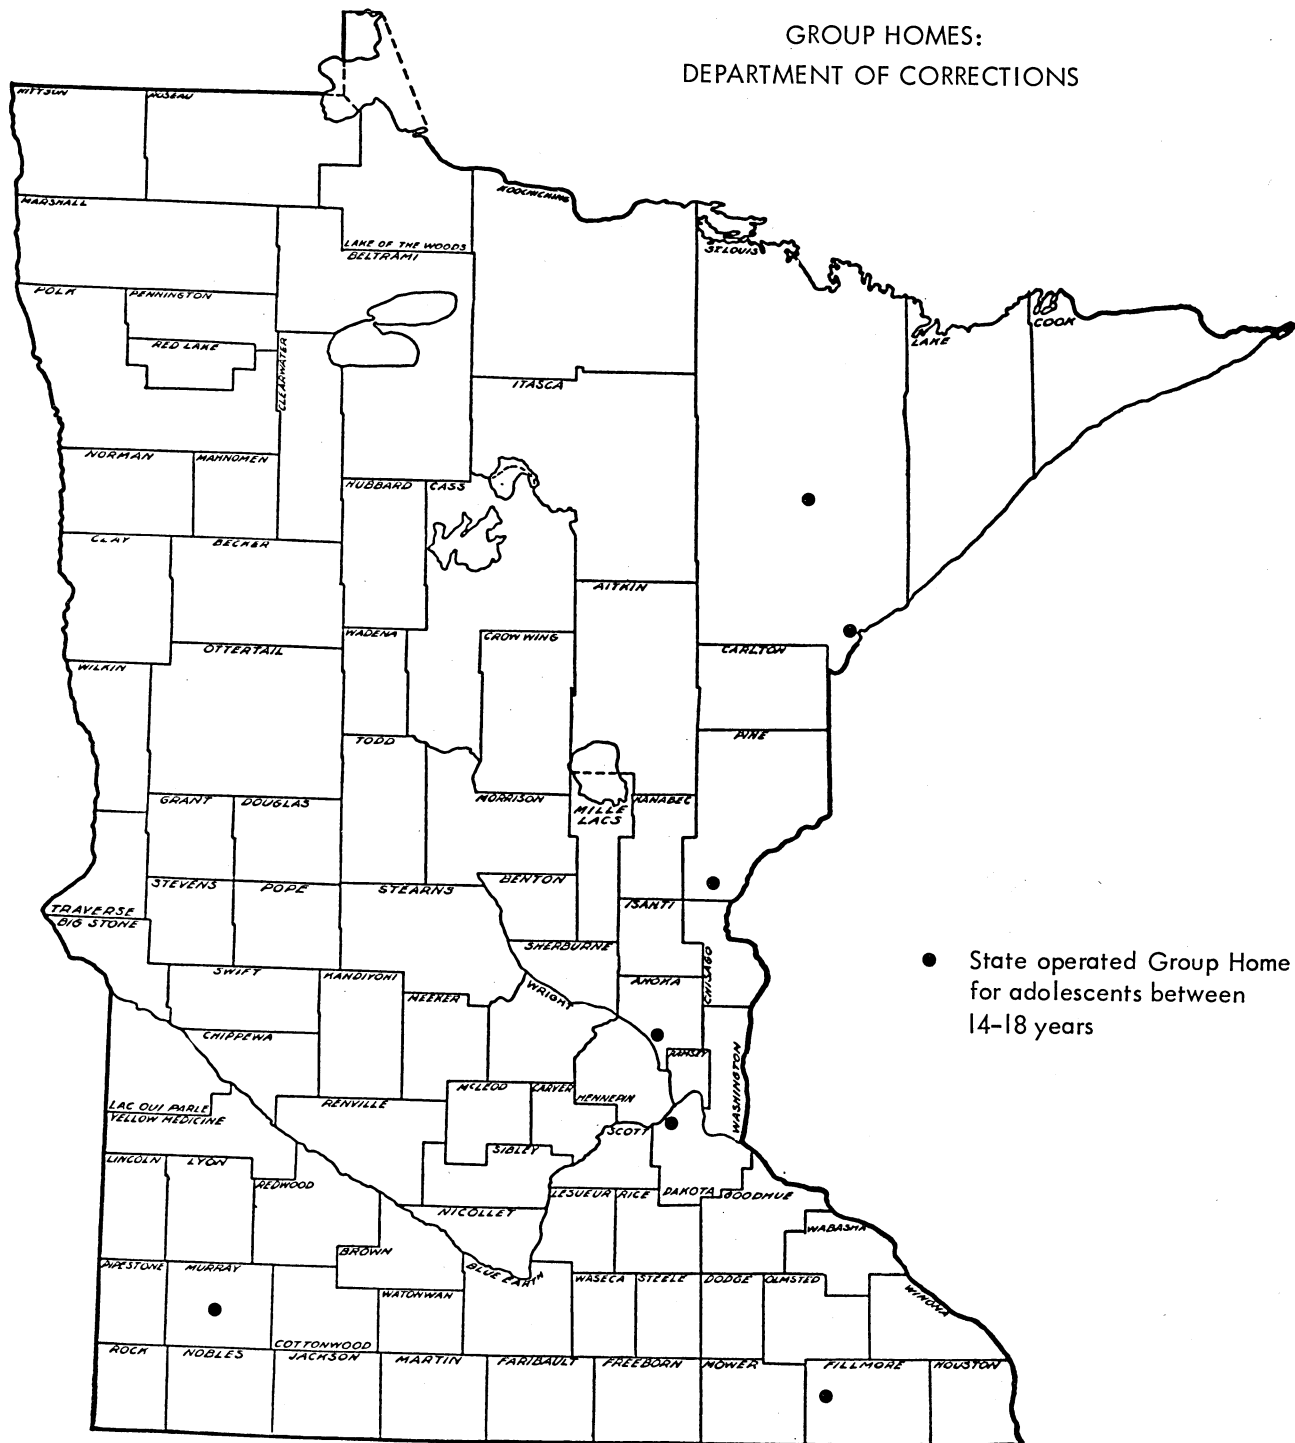 GROUP HOMES:
DEPARTMENT OF CORRECTIONS
KITTSON
ROSEAU
KOOCHICHING
MARSHALL
LAKE OF THE WOODS
BELTRAMI
ST. LOUIS
POLK
PENNINGTON
COOK
LAKE
RED LAKE
CLEARWATER
ITASCA
NORMAN
MAHNOMEN
HUBBARD
CASS
CLAY
BECKER
AITKIN
WADENA
CROW WING
OTTERTAIL
CARLTON
WILKIN
TODD
PINE
GRANT
DOUGLAS
MORRISON
MILLE
LACS
KANABEC
STEVENS
POPE
STEARNS
BENTON
ISANTI
TRAVERSE
BIG STONE
SHERBURNE
CHISAGO
SWIFT
KANDIYOHI
MEEKER
WRIGHT
ANOKA
● State operated Group Home
for adolescents between
14-18 years
CHIPPEWA
RAMSEY
WASHINGTON
LAC QUI PARLE
YELLOW MEDICINE
RENVILLE
MCLEOD
CARVER
HENNEPIN
SCOTT
SIBLEY
LINCOLN
LYON
REDWOOD
LESUEUR
RICE
DAKOTA
GOODHUE
NICOLLET
WABASHA
BROWN
PIPESTONE
MURRAY
BLUE EARTH
WASECA
STEELE
DODGE
OLMSTED
WATONWAN
WINONA
COTTONWOOD
ROCK
NOBLES
JACKSON
MARTIN
FARIBAULT
FREEBORN
MOWER
FILLMORE
HOUSTON